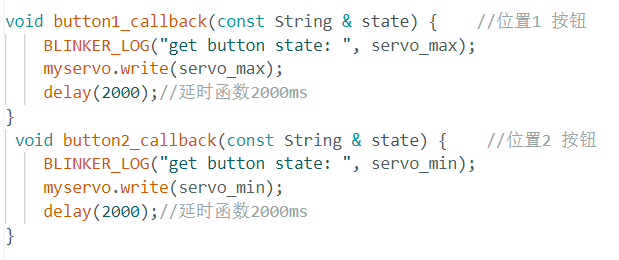 void button1_callback(const String & state) {    //位置1 按钮
    BLINKER_LOG("get button state: ", servo_max);
    myservo.write(servo_max);
    delay(2000);//延时函数2000ms
}
 void button2_callback(const String & state) {    //位置2 按钮
    BLINKER_LOG("get button state: ", servo_min);
    myservo.write(servo_min);
    delay(2000);//延时函数2000ms
}